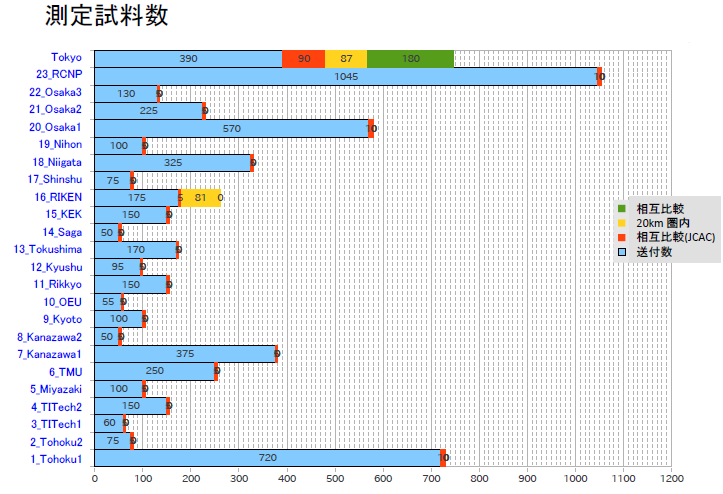 測定試料数
Tokyo 390 90 87 180
23_RCNP 1045 10
22_Osaka3 130
21_Osaka2 225
20_Osaka1 570 10
19_Nihon 100
18_Niigata 325
17_Shinshu 75
16_RIKEN 175 5 81 0
15_KEK 150
14_Saga 50
13_Tokushima 170
12_Kyushu 95
11_Rikkyo 150
10_OEU 55
9_Kyoto 100
8_Kanazawa2 50
7_Kanazawa1 375
6_TMU 250
5_Miyazaki 100
4_TITech2 150
3_TITech1 60
2_Tohoku2 75
1_Tohoku1 720 10
0 100 200 300 400 500 600 700 800 900 1000 1100 1200
相互比較
20km 圏内
相互比較(JCAC)
送付数